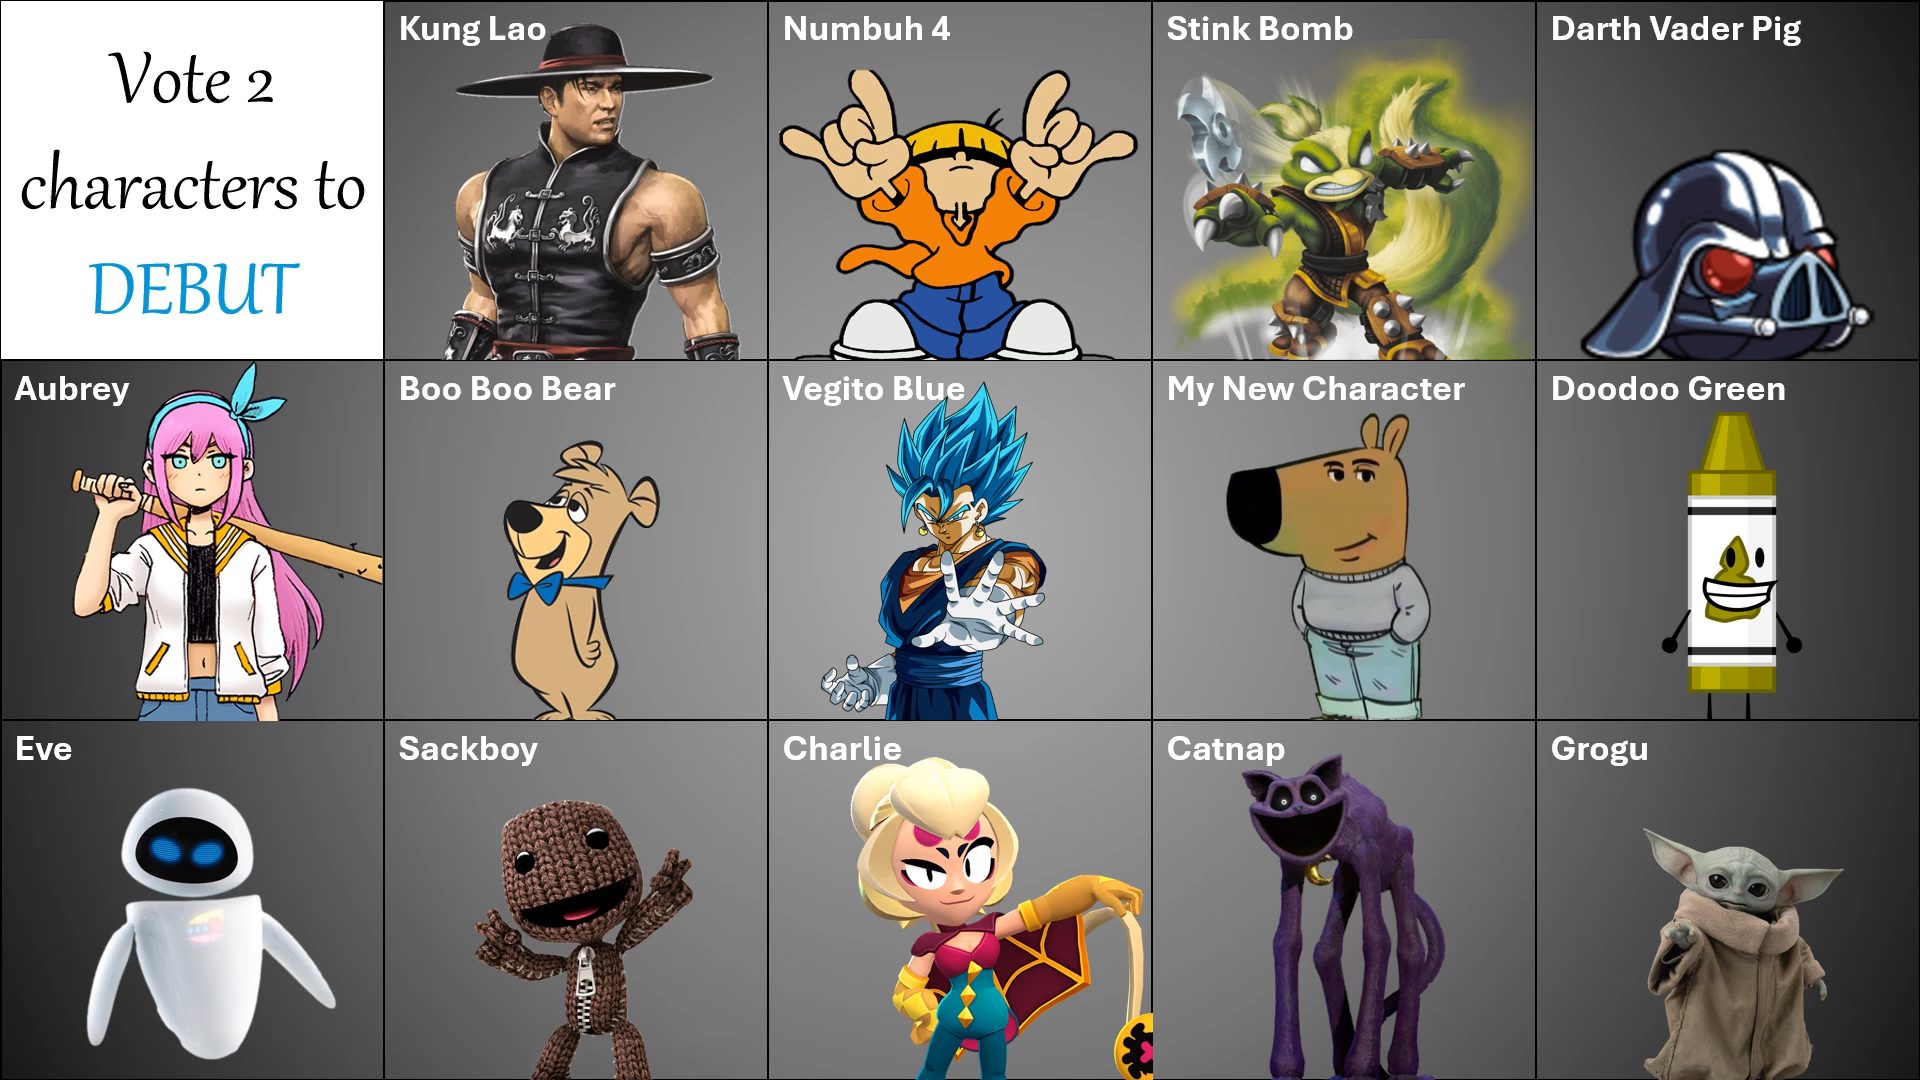 Vote 2
characters to
DEBUT
Kung Lao
Numbuh 4
Stink Bomb
Darth Vader Pig
Aubrey
Boo Boo Bear
Vegito Blue
My New Character
Doodoo Green
Eve
Sackboy
Charlie
Catnap
Grogu